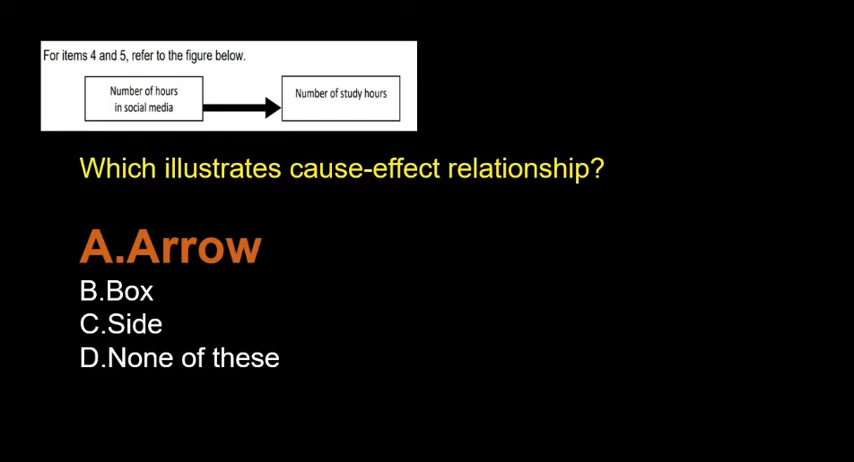 For items 4 and 5, refer to the figure below.
Number of hours
in social media
Number of study hours
Which illustrates cause-effect relationship?
A.Arrow
B.Box
C.Side
D.None of these